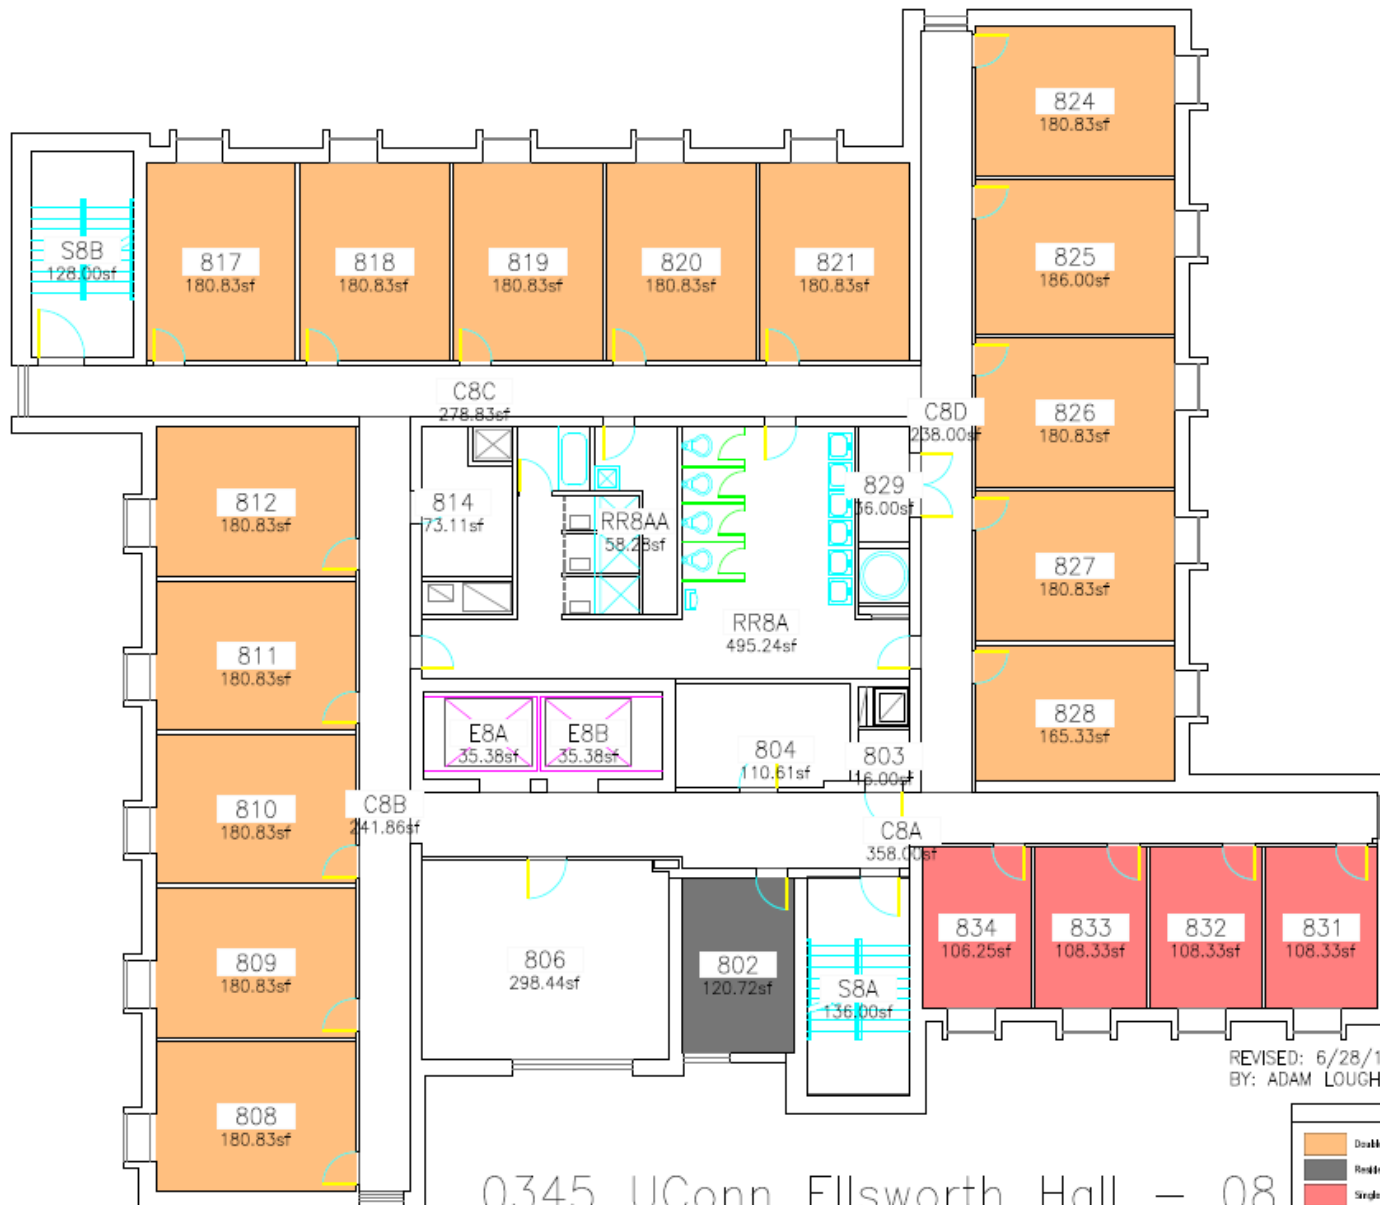 824
180.83sf
S8B
128.00sf
817
180.83sf
818
180.83sf
819
180.83sf
820
180.83sf
821
180.83sf
825
186.00sf
C8C
278.83sf
C8D
238.00sf
826
180.83sf
812
180.83sf
814
73.11sf
RR8AA
58.28sf
829
36.00sf
827
180.83sf
811
180.83sf
RR8A
495.24sf
828
165.33sf
E8A
35.38sf
E8B
35.38sf
804
110.61sf
803
16.00sf
810
180.83sf
C8B
241.86sf
C8A
358.00sf
809
180.83sf
806
298.44sf
802
120.72sf
S8A
136.00sf
834
106.25sf
833
108.33sf
832
108.33sf
831
108.33sf
REVISED: 6/28/1
BY: ADAM LOUGH
808
180.83sf
0345 UConn Ellsworth Hall - 08
Double
Reside
Single